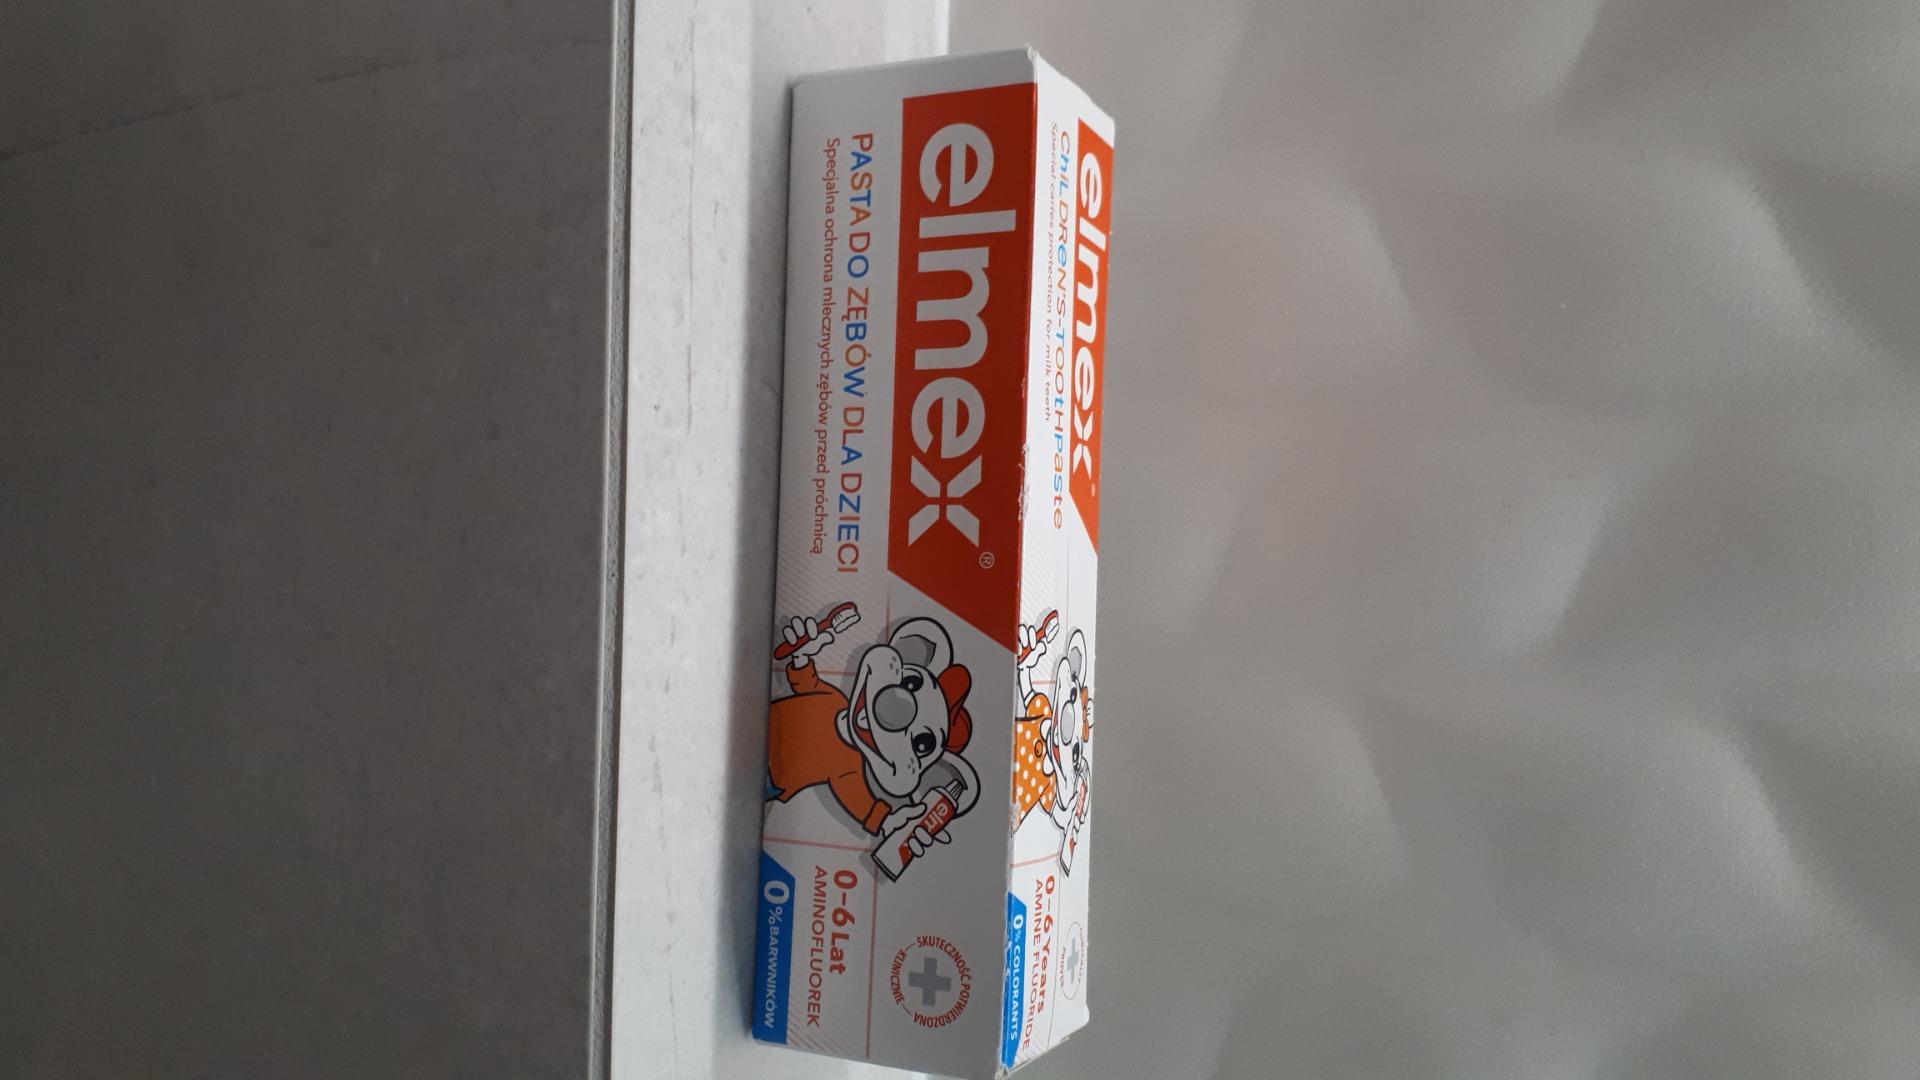 elmex®
PASTA DO ZĘBÓW DLA DZIECI
Specjalna ochrona mlecznych zębów przed próchnicą
elm
0-6 Lat
AMINOFLUOREK
0% BARWNIKÓW
SKUTECZNOŚĆ POTWIERDZONA
KLINICZNIE
elmex®
CHiLDReN'S-TOOtHPaSte
Special caries protection for milk teeth
0-6 Years
AMINE FLUORIDE
0% COLORANTS